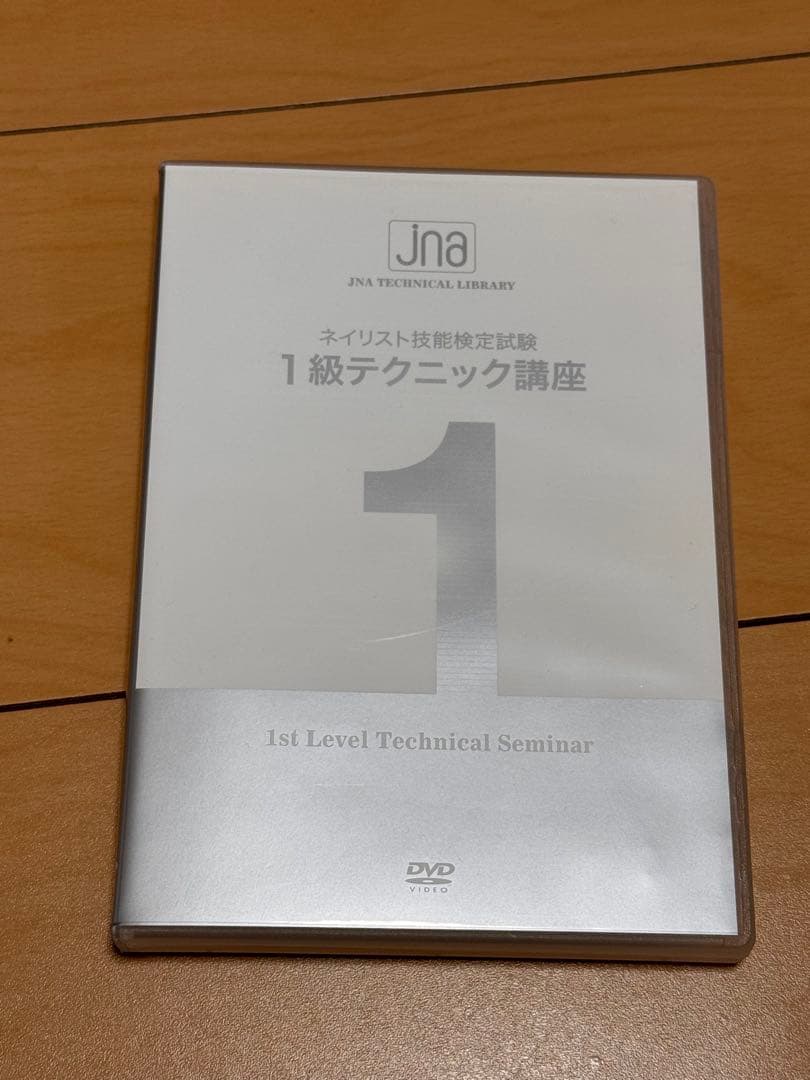 jna
JNA TECHNICAL LIBRARY
ネイリスト技能検定試験
1級テクニック講座
1
1st Level Technical Seminar
DVD
VIDEO